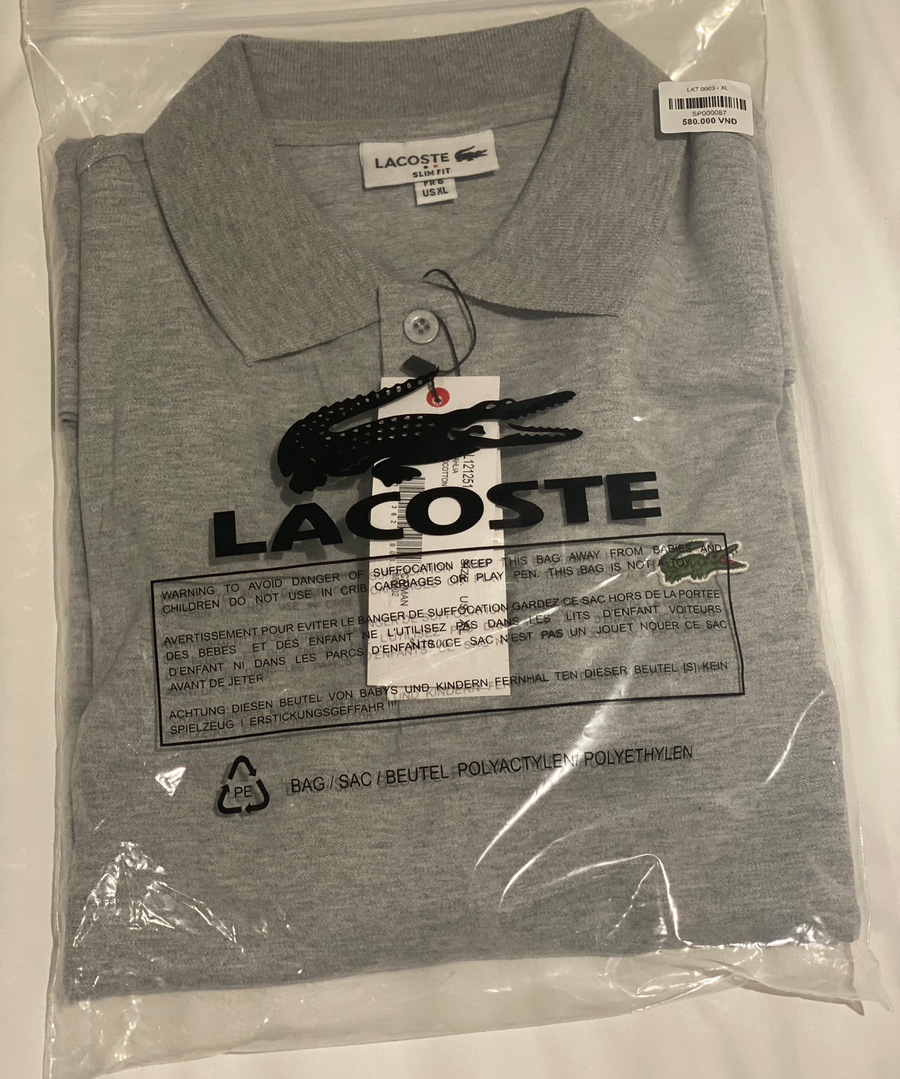 LKT 0003 - XL
SP000087
580.000 VNĐ
LACOSTE
SLIM FIT
FR 6
US XL
L121251
COTTON
LACOSTE
WARNING TO AVOID DANGER OF SUFFOCATION KEEP THIS BAG AWAY FROM BABIES AND
CHILDREN DO NOT USE IN CRIB CARRIAGES OR PLAY PEN. THIS BAG IS NOT A TOY
AVERTISSEMENT POUR EVITER LE DANGER DE SUFFOCATION GARDEZ CE SAC HORS DE LA PORTEE
DES BEBES ET DES ENFANT NE L'UTILISEZ PAS DANS LES LITS D'ENFANT VOITEURS
D'ENFANT NI DANS LES PARCS D'ENFANTS CE SAC N'EST PAS UN JOUET NOUER CE SAC
AVANT DE JETER
ACHTUNG DIESEN BEUTEL VON BABYS UND KINDERN FERNHAL TEN DIESER BEUTEL [S] KEIN
SPIELZEUG ! ERSTICKUNGSGEFFAHR !!!
PE
BAG / SAC / BEUTEL POLYACTYLEN/ POLYETHYLEN